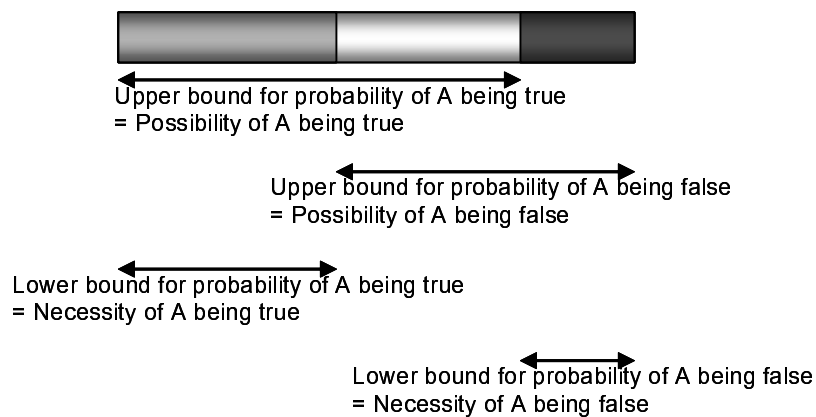 Upper bound for probability of A being true
= Possibility of A being true
Upper bound for probability of A being false
= Possibility of A being false
Lower bound for probability of A being true
= Necessity of A being true
Lower bound for probability of A being false
= Necessity of A being false